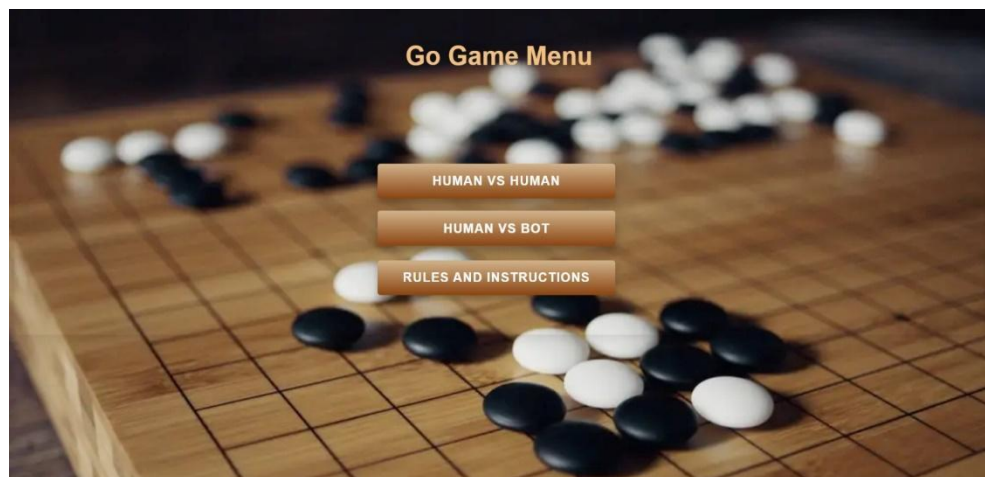 Go Game Menu
HUMAN VS HUMAN
HUMAN VS BOT
RULES AND INSTRUCTIONS